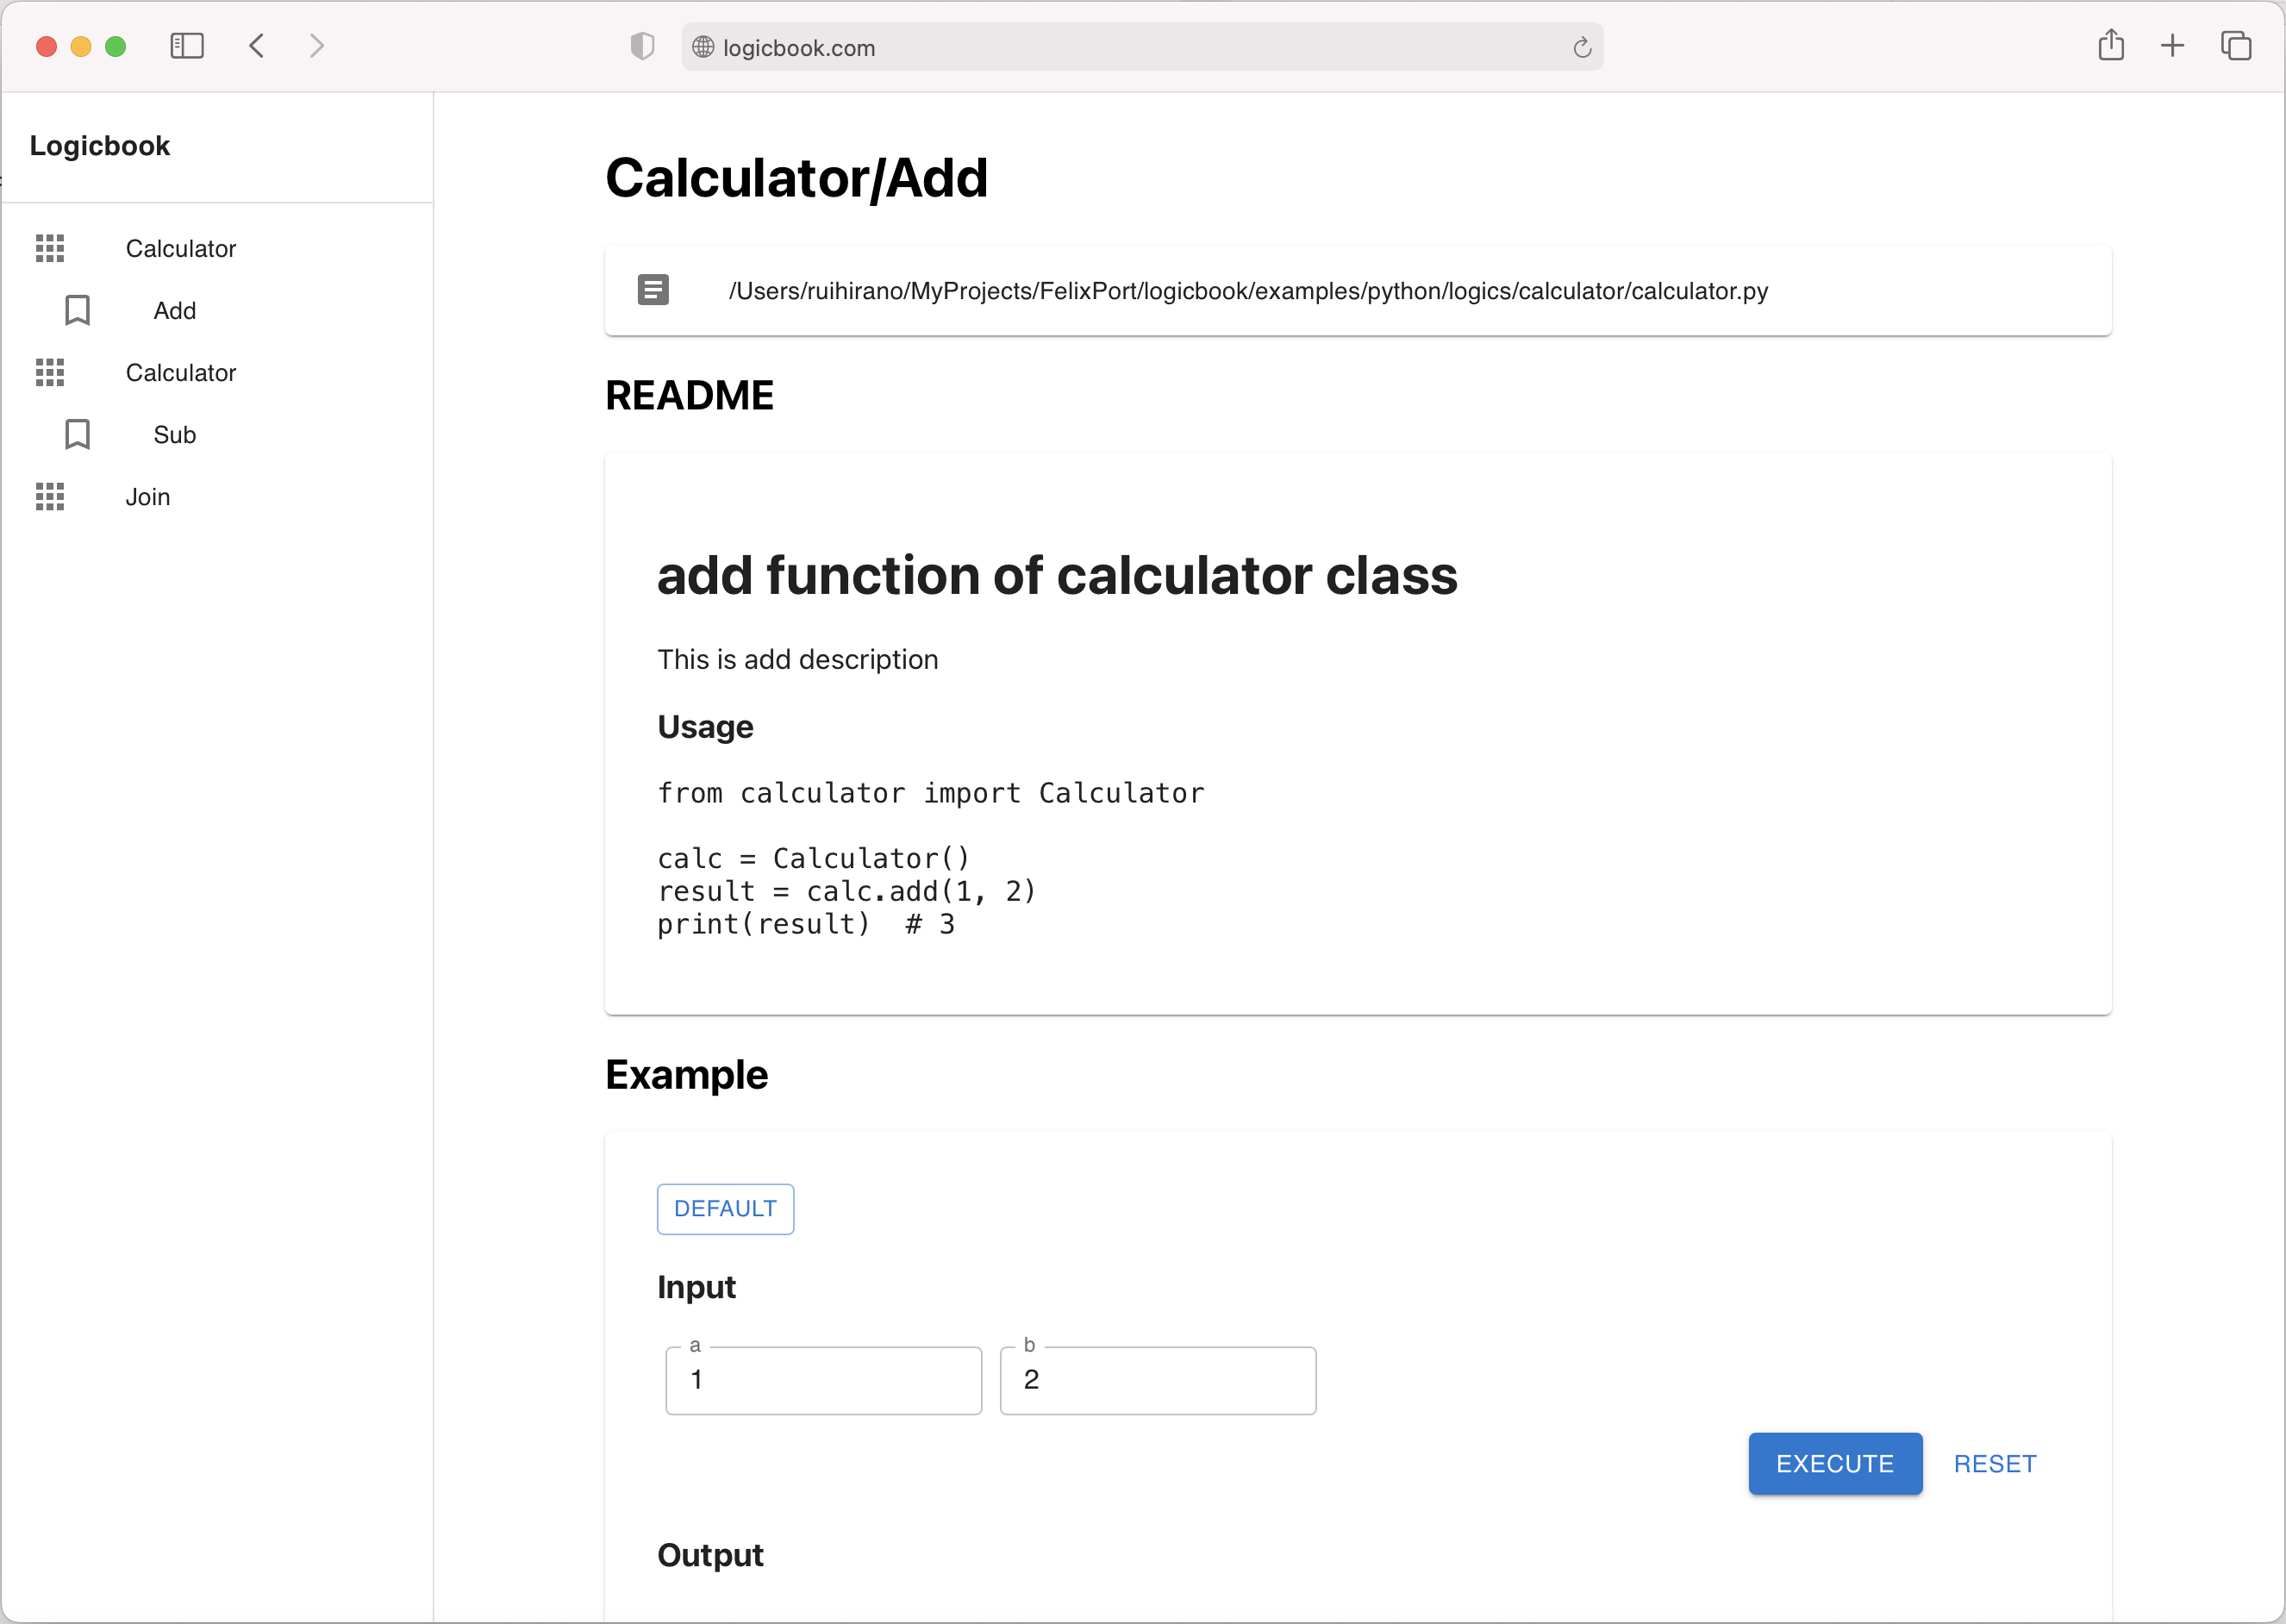 logicbook.com
Logicbook
Calculator
Add
Calculator
Sub
Join
Calculator/Add
/Users/ruihirano/MyProjects/FelixPort/logicbook/examples/python/logics/calculator/calculator.py
README
add function of calculator class
This is add description
Usage
from calculator import Calculator
calc = Calculator()
result = calc.add(1, 2)
print(result)  # 3
Example
DEFAULT
Input
a b
1 2
EXECUTE RESET
Output